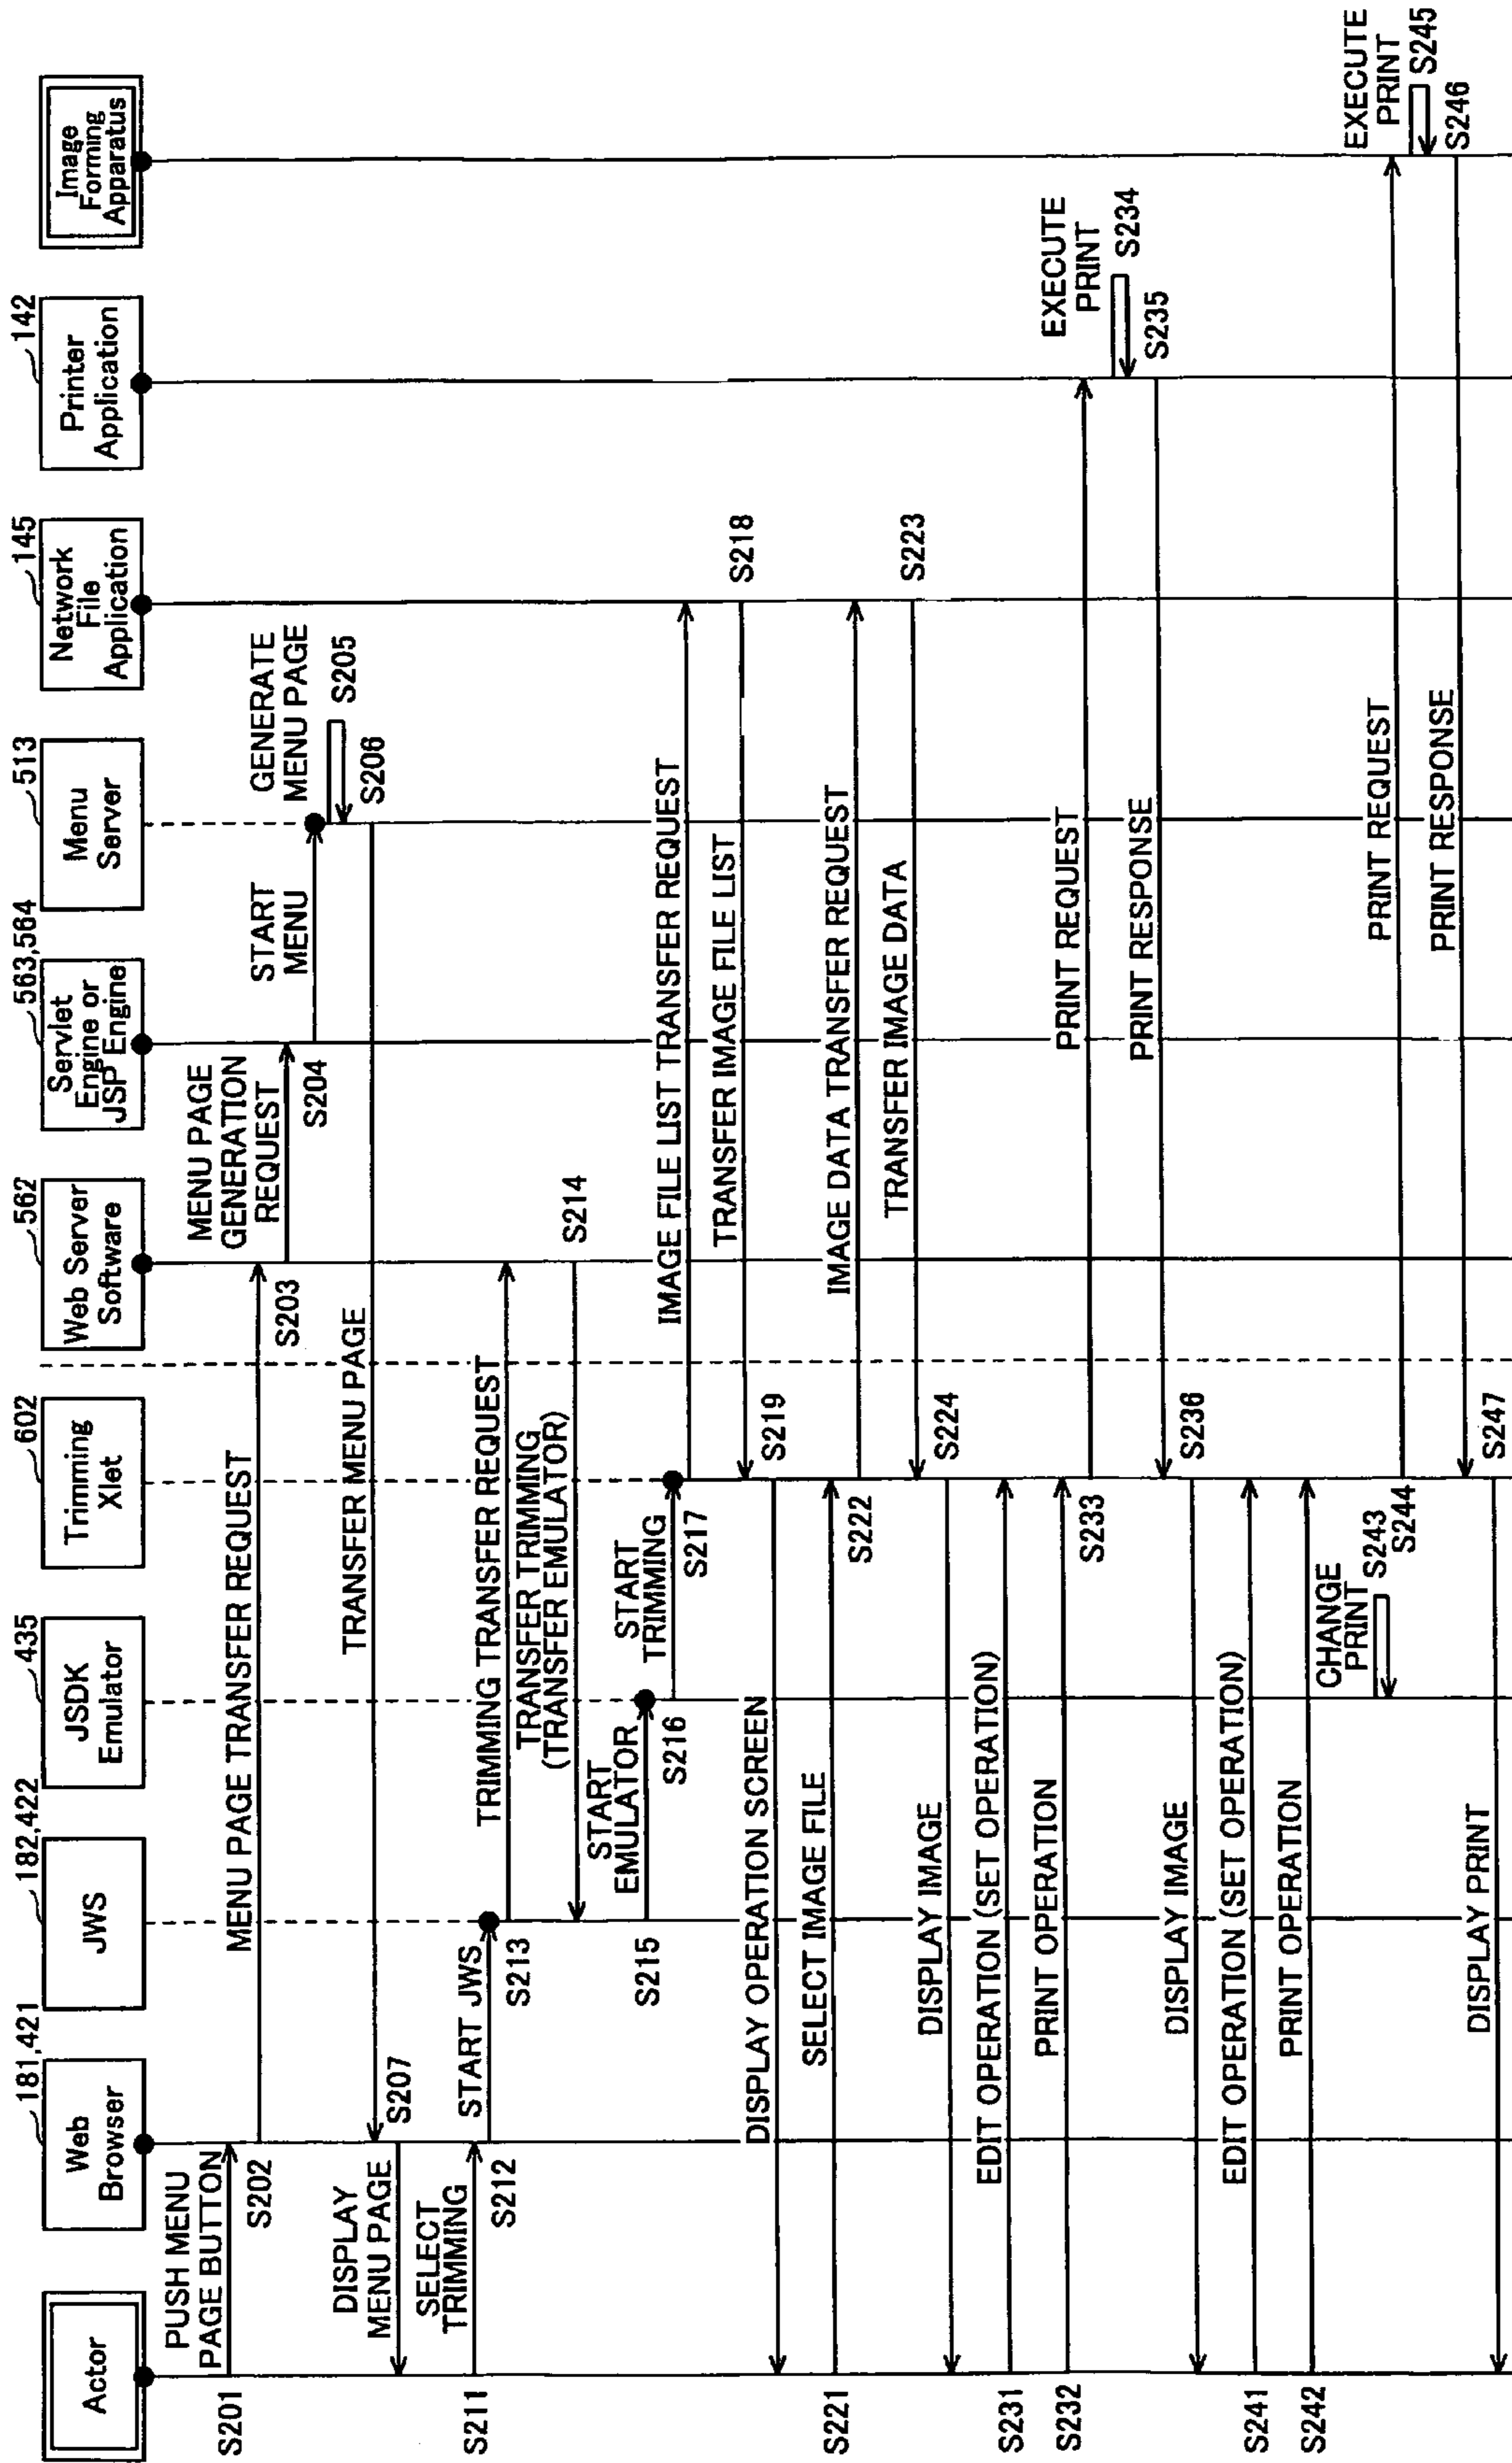 Actor
181,421
Web
Browser
182,422
JWS
435
JSDK
Emulator
602
Trimming
Xlet
562
Web Server
Software
563,564
Servlet
Engine or
JSP Engine
513
Menu
Server
145
Network
File
Application
142
Printer
Application
Image
Forming
Apparatus
S201
PUSH MENU
PAGE BUTTON
S202
MENU PAGE TRANSFER REQUEST
S203
MENU PAGE
GENERATION
REQUEST
S204
START
MENU
GENERATE
MENU PAGE
S205
S206
TRANSFER MENU PAGE
S207
DISPLAY
MENU PAGE
S211
SELECT
TRIMMING
S212
START JWS
S213
TRIMMING TRANSFER REQUEST
S214
TRANSFER TRIMMING
(TRANSFER EMULATOR)
S215
START
EMULATOR
S216
START
TRIMMING
S217
IMAGE FILE LIST TRANSFER REQUEST
S218
TRANSFER IMAGE FILE LIST
S219
DISPLAY OPERATION SCREEN
S221
SELECT IMAGE FILE
S222
IMAGE DATA TRANSFER REQUEST
S223
TRANSFER IMAGE DATA
S224
DISPLAY IMAGE
S231
EDIT OPERATION (SET OPERATION)
S232
PRINT OPERATION
S233
PRINT REQUEST
EXECUTE
PRINT
S234
S235
PRINT RESPONSE
S236
DISPLAY IMAGE
S241
EDIT OPERATION (SET OPERATION)
S242
PRINT OPERATION
CHANGE
PRINT
S243
S244
PRINT REQUEST
EXECUTE
PRINT
S245
S246
PRINT RESPONSE
S247
DISPLAY PRINT